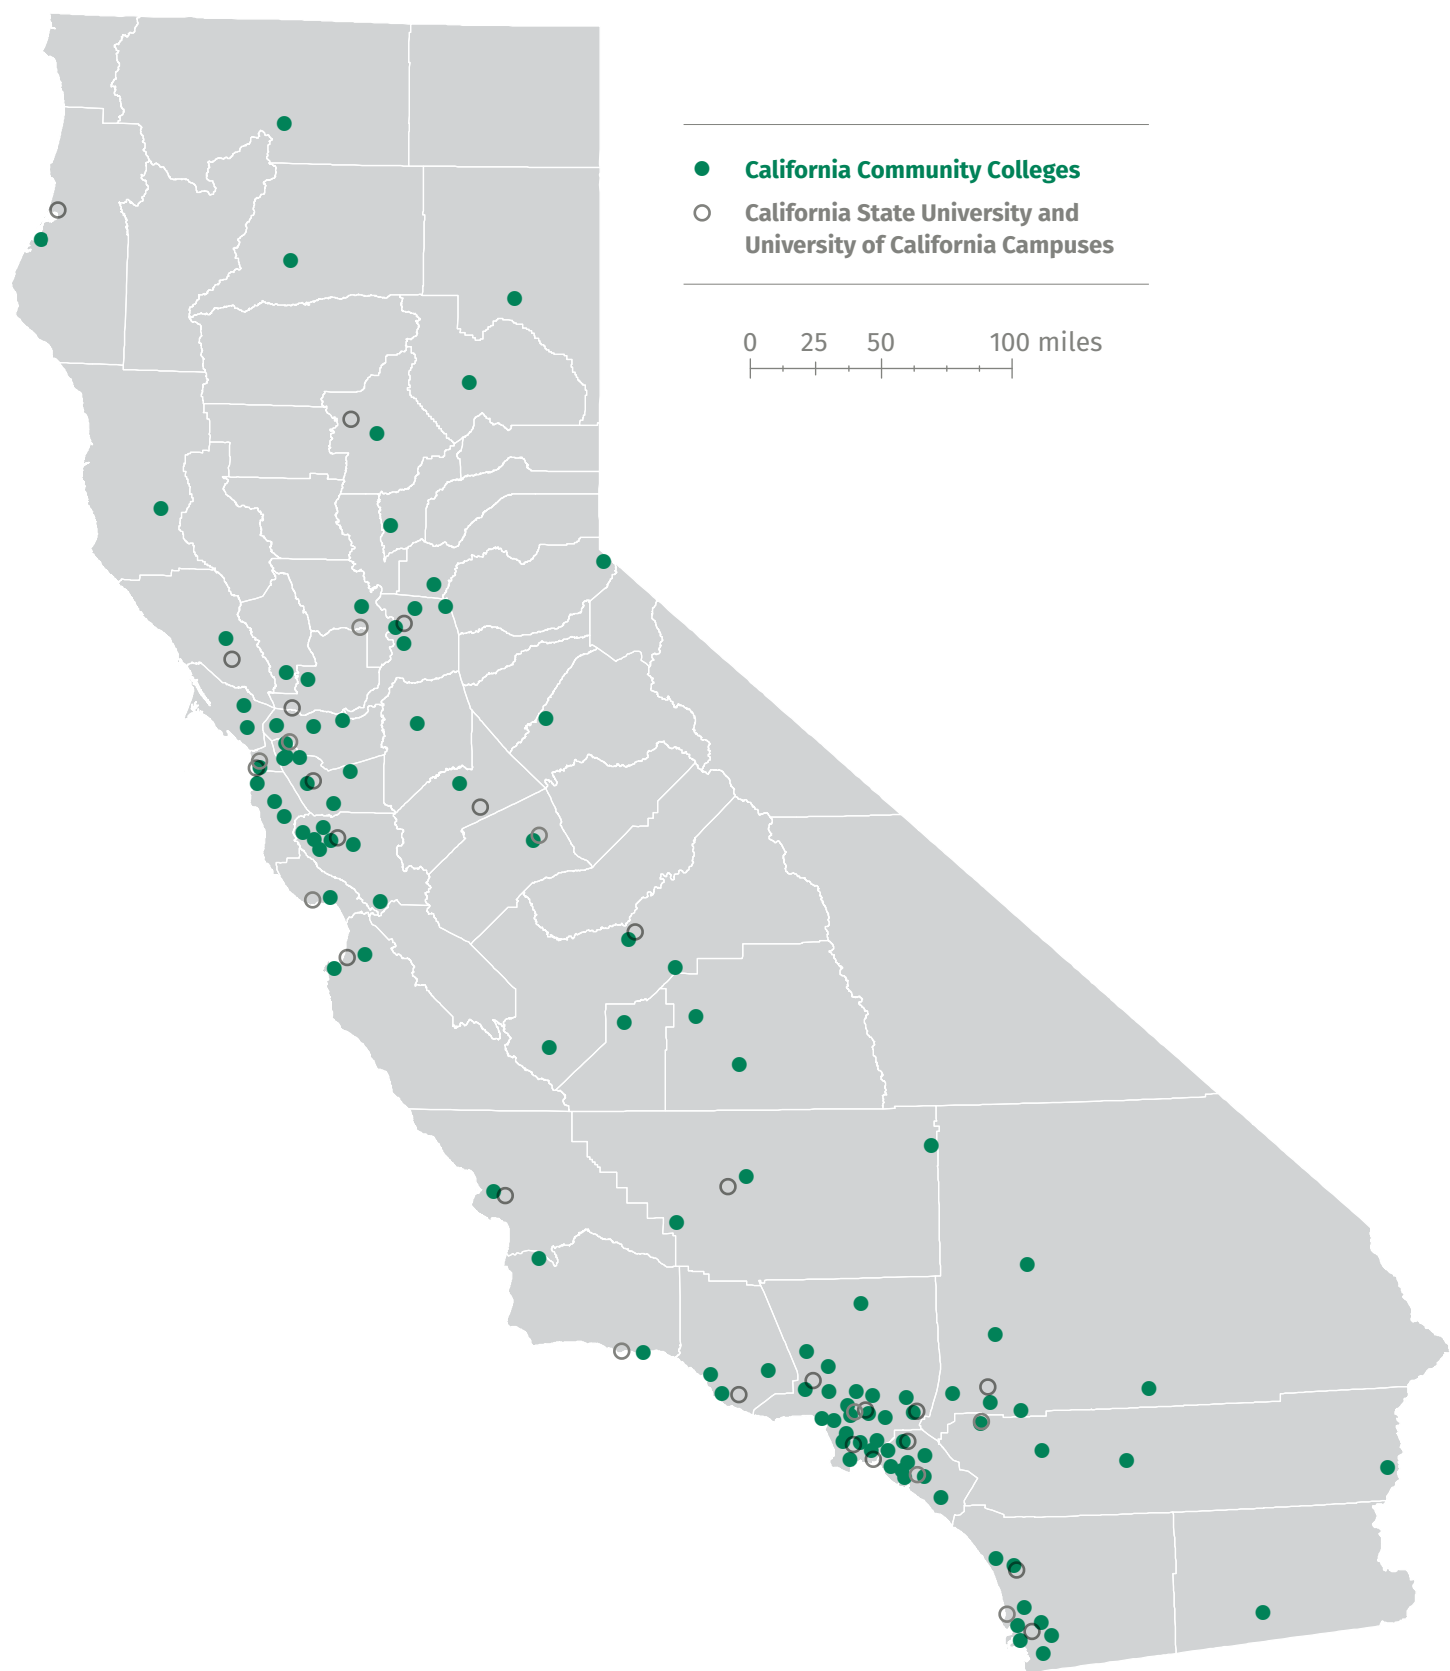 California Community Colleges
California State University and
University of California Campuses
0 25 50 100 miles